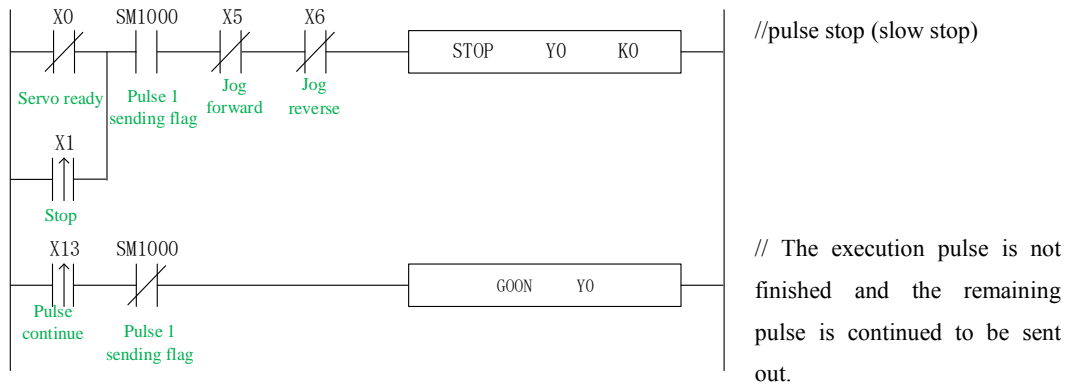 X0 SM1000 X5 X6
STOP Y0 K0
//pulse stop (slow stop)
Servo ready
Pulse 1
sending flag
Jog
forward
Jog
reverse
X1
Stop
X13 SM1000
GOON Y0
Pulse
continue
Pulse 1
sending flag
// The execution pulse is not
finished and the remaining
pulse is continued to be sent
out.